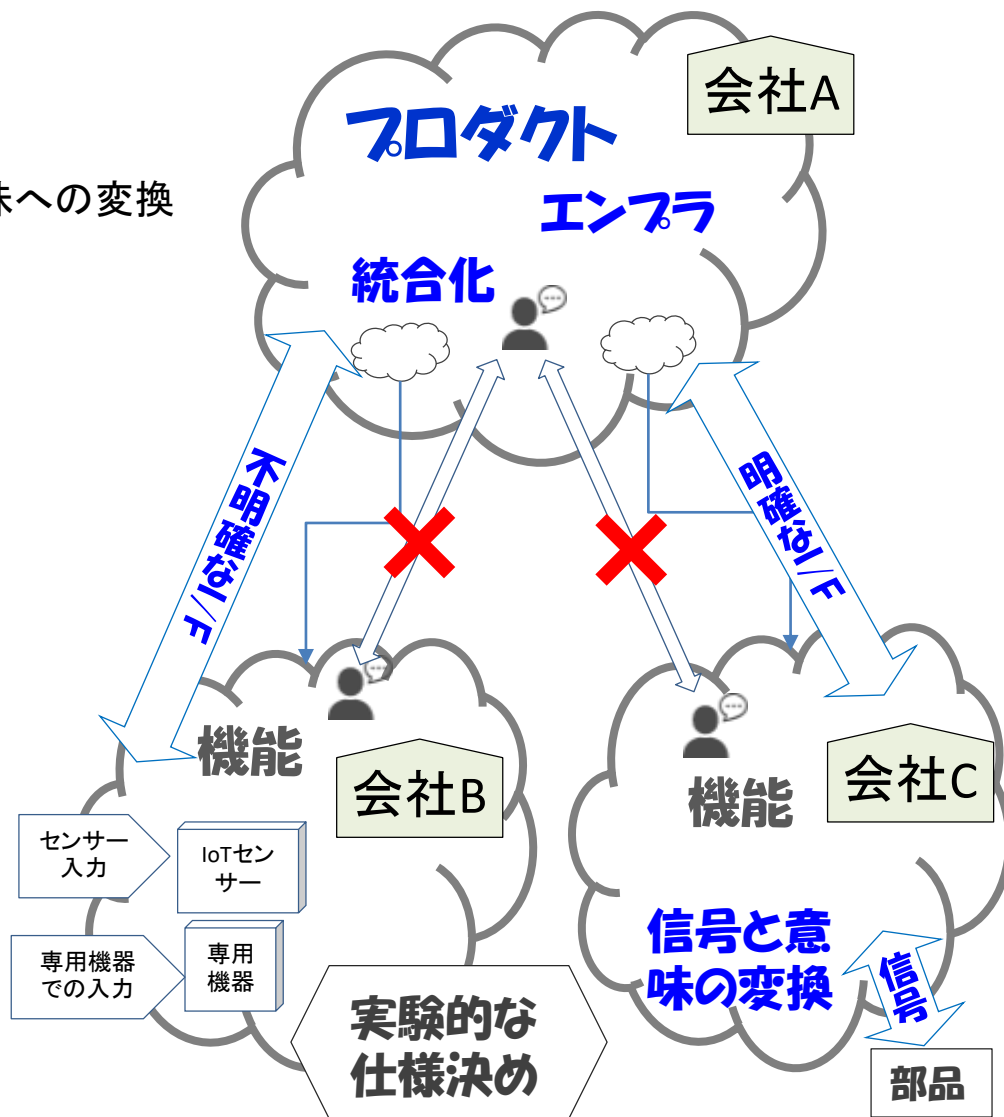 会社A
プロダクト
味への変換
エンプラ
統合化
不明確なI/F
明確なI/F
機能
会社B
機能
会社C
センサー
入力
IoTセン
サー
専用機器
での入力
専用
機器
実験的な
仕様決め
信号と意
味の変換
信号
部品